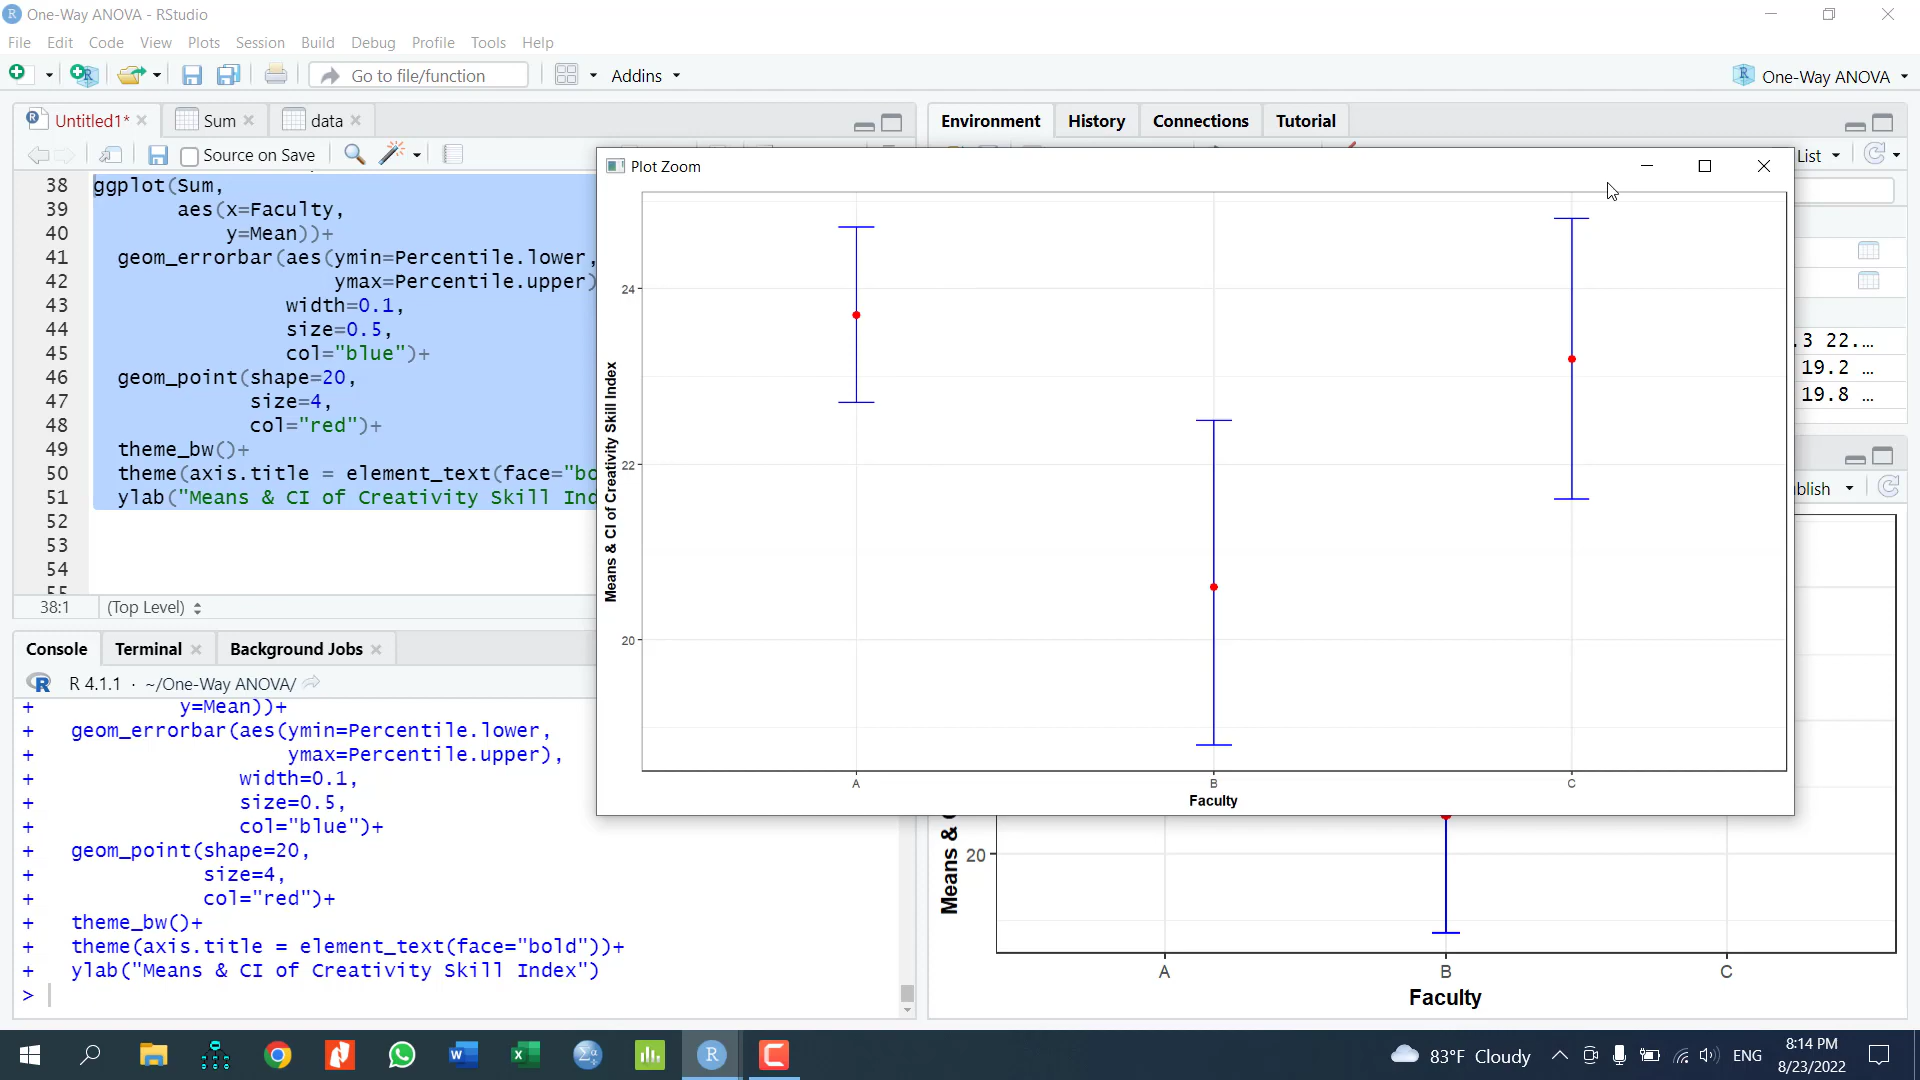 One-Way ANOVA - RStudio
File Edit Code View Plots Session Build Debug Profile Tools Help
Go to file/function
Addins
One-Way ANOVA
Untitled1*
Sum
data
Source on Save
38 ggplot(Sum,
39 aes(x=Faculty,
40 y=Mean))+
41 geom_errorbar(aes(ymin=Percentile.lower,
42 ymax=Percentile.upper)
43 width=0.1,
44 size=0.5,
45 col="blue")+
46 geom_point(shape=20,
47 size=4,
48 col="red")+
49 theme_bw()+
50 theme(axis.title = element_text(face="bo
51 ylab("Means & CI of Creativity Skill Ind
52
53
54
55
38:1 (Top Level)
Console Terminal Background Jobs
R 4.1.1 · ~/One-Way ANOVA/
+ y=Mean))+
+ geom_errorbar(aes(ymin=Percentile.lower,
+ ymax=Percentile.upper),
+ width=0.1,
+ size=0.5,
+ col="blue")+
+ geom_point(shape=20,
+ size=4,
+ col="red")+
+ theme_bw()+
+ theme(axis.title = element_text(face="bold"))+
+ ylab("Means & CI of Creativity Skill Index")
>
Environment History Connections Tutorial
List
.3 22....
19.2 ...
19.8 ...
Plot Zoom
Means & CI of Creativity Skill Index
24
22
20
A B C
Faculty
blish
Means & C
20
A B C
Faculty
83°F Cloudy
ENG
8:14 PM
8/23/2022